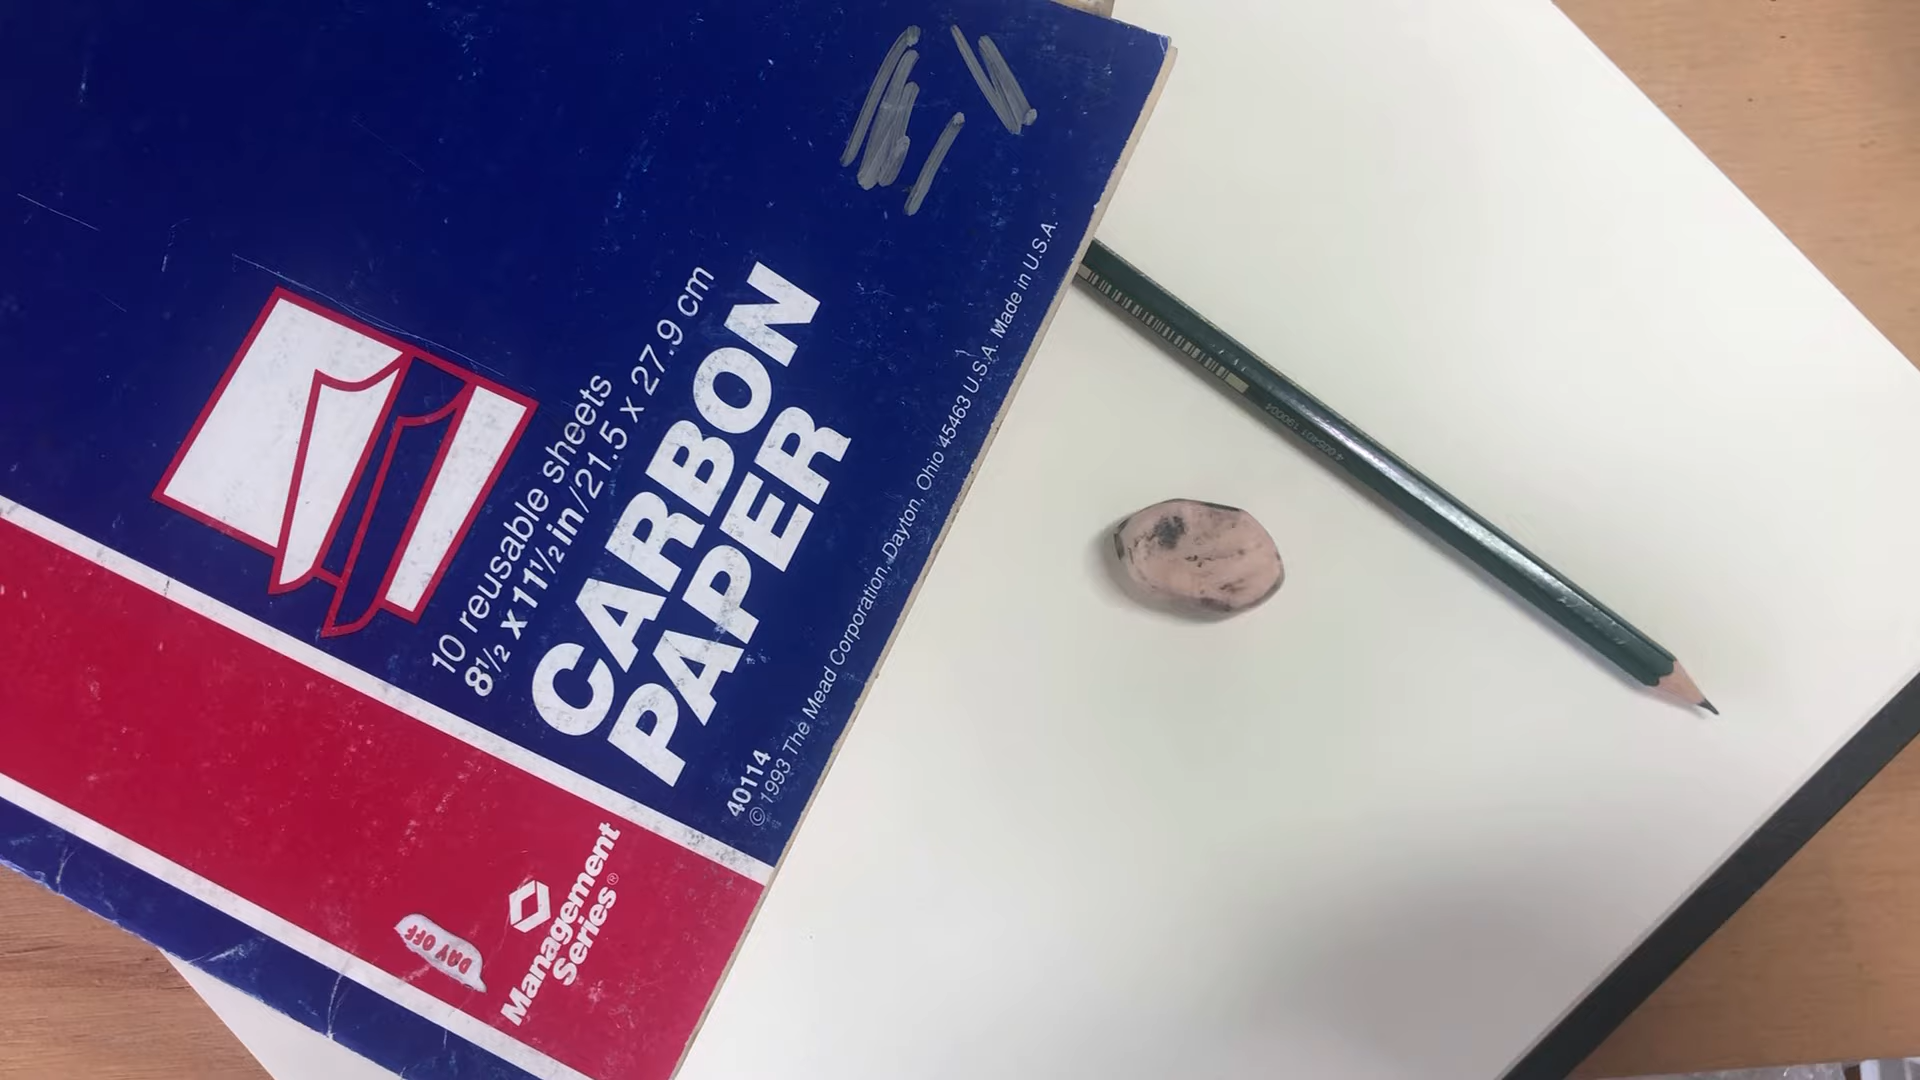 CARBON
PAPER
8½ x 11½ in/21.5 x 27.9 cm
10 reusable sheets
40114
© 1993 The Mead Corporation, Dayton, Ohio 45463 U.S.A. Made in U.S.A.
Management
Series®
DAY OFF